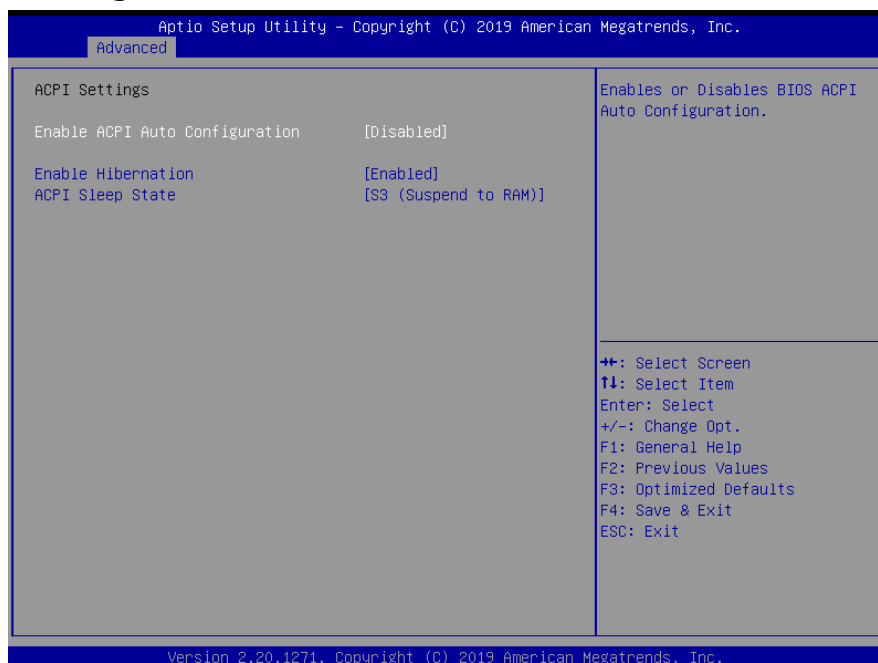 Aptio Setup Utility – Copyright (C) 2019 American Megatrends, Inc.
Advanced
ACPI Settings
Enable ACPI Auto Configuration [Disabled]
Enable Hibernation [Enabled]
ACPI Sleep State [S3 (Suspend to RAM)]
Enables or Disables BIOS ACPI
Auto Configuration.
→←: Select Screen
↑↓: Select Item
Enter: Select
+/-: Change Opt.
F1: General Help
F2: Previous Values
F3: Optimized Defaults
F4: Save & Exit
ESC: Exit
Version 2.20.1271. Copyright (C) 2019 American Megatrends, Inc.